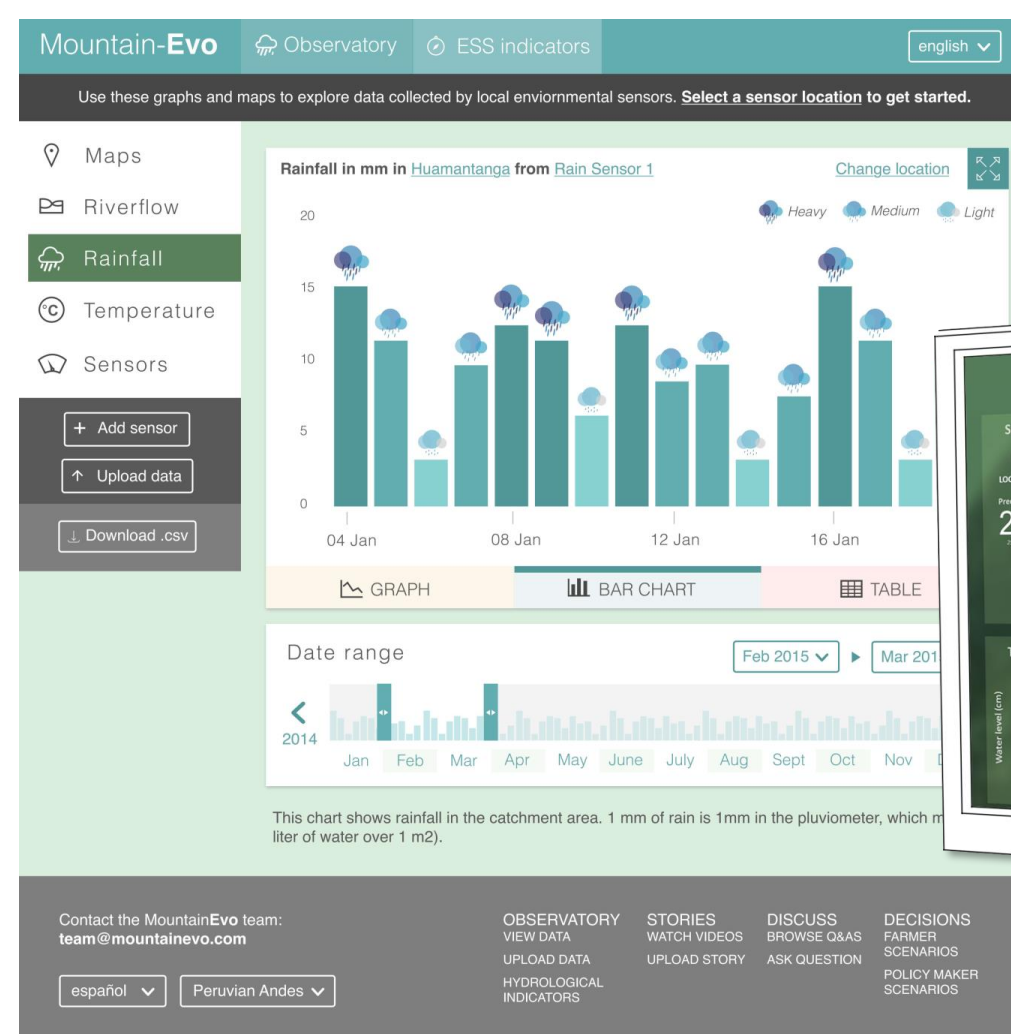 Mountain-Evo
Observatory
ESS indicators
english
Use these graphs and maps to explore data collected by local enviornmental sensors. Select a sensor location to get started.
Maps
Riverflow
Rainfall
°C Temperature
Sensors
+ Add sensor
Upload data
Download .csv
Rainfall in mm in Huamantanga from Rain Sensor 1
Change location
Heavy Medium Light
20
15
10
5
0
04 Jan 08 Jan 12 Jan 16 Jan
GRAPH
BAR CHART
TABLE
Date range
Feb 2015
Mar 201
2014
Jan Feb Mar Apr May June July Aug Sept Oct Nov D
This chart shows rainfall in the catchment area. 1 mm of rain is 1mm in the pluviometer, which m
liter of water over 1 m2).
S
LOC
Prec
2
T
Water level (cm)
Contact the MountainEvo team:
team@mountainevo.com
español
Peruvian Andes
OBSERVATORY
VIEW DATA
UPLOAD DATA
HYDROLOGICAL
INDICATORS
STORIES
WATCH VIDEOS
UPLOAD STORY
DISCUSS
BROWSE Q&AS
ASK QUESTION
DECISIONS
FARMER
SCENARIOS
POLICY MAKER
SCENARIOS